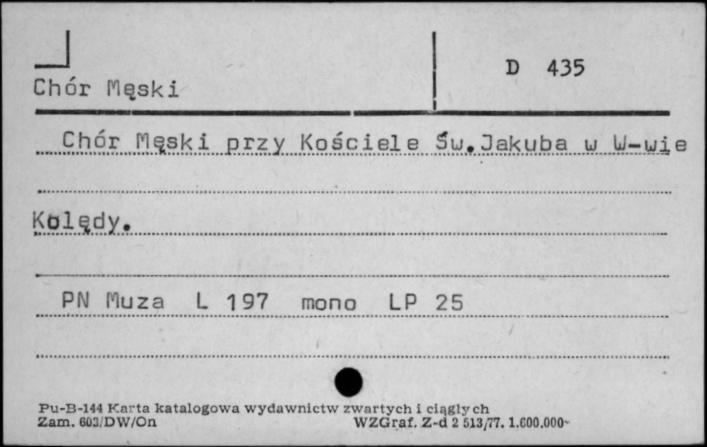 D 435
Chór Męski
Chór Męski przy Kościele Św.Jakuba w W-wie
Kolędy.
PN Muza L 197 mono LP 25
Pu-B-144 Karta katalogowa wydawnictw zwartych i ciągłych
Zam. 603/DW/On WZGraf. Z-d 2 513/77. 1.600.000